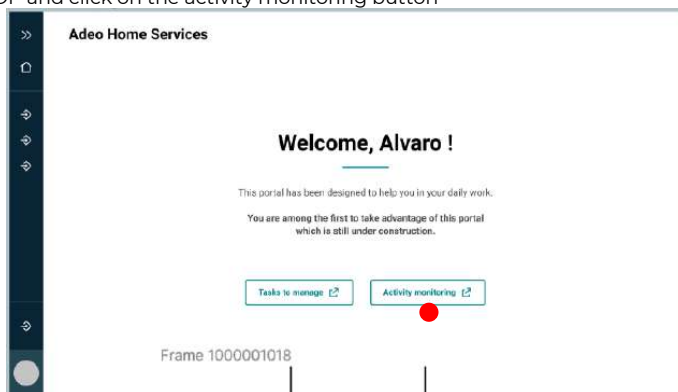 or and click on the activity monitoring button
Adeo Home Services
Welcome, Alvaro !
This portal has been designed to help you in your daily work.
You are among the first to take advantage of this portal
which is still under construction.
Tasks to manage
Activity monitoring
Frame 1000001018